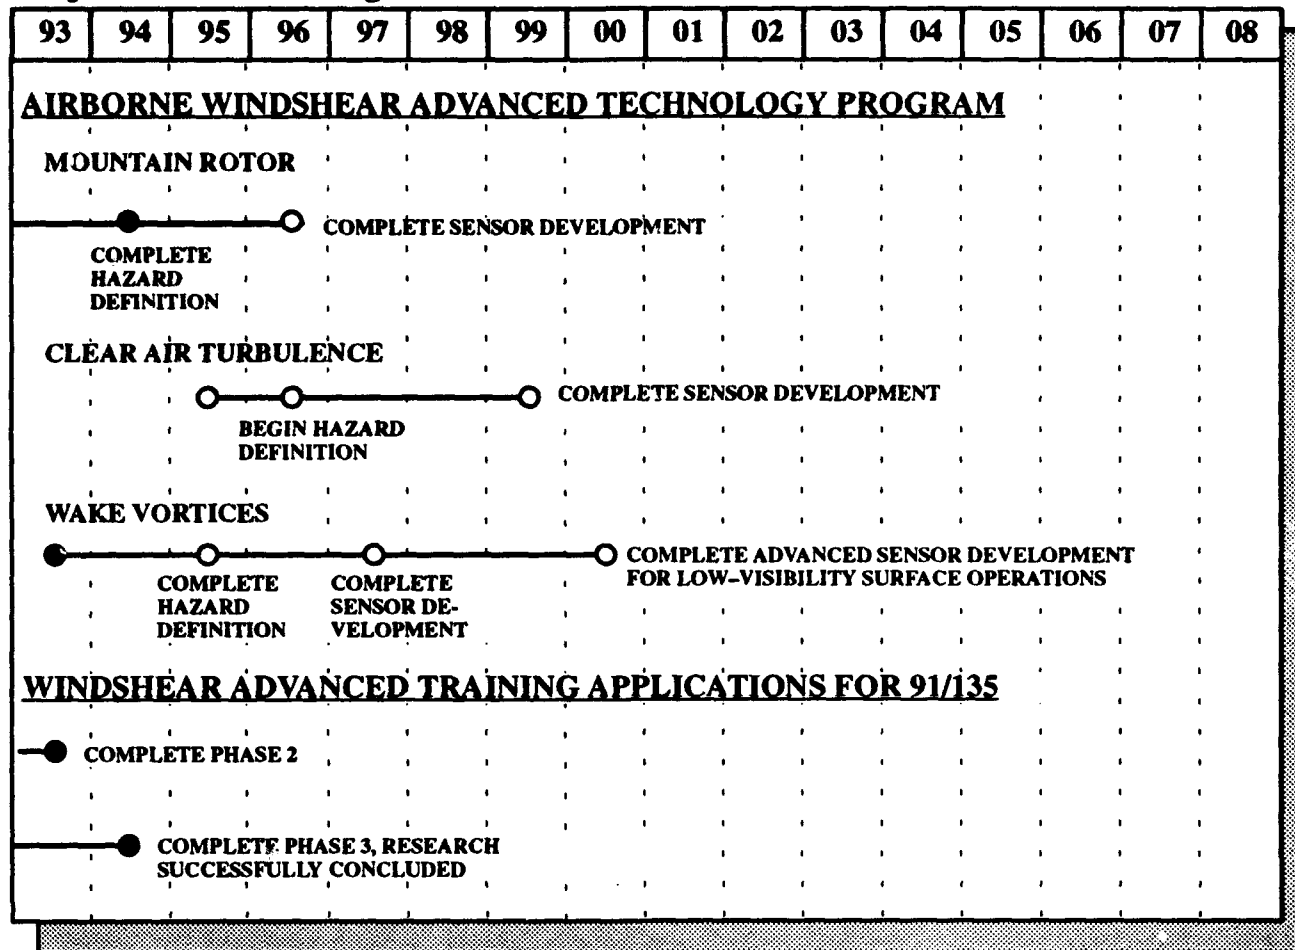 93 94 95 96 97 98 99 00 01 02 03 04 05 06 07 08
AIRBORNE WINDSHEAR ADVANCED TECHNOLOGY PROGRAM
MOUNTAIN ROTOR
COMPLETE SENSOR DEVELOPMENT
COMPLETE
HAZARD
DEFINITION
CLEAR AIR TURBULENCE
COMPLETE SENSOR DEVELOPMENT
BEGIN HAZARD
DEFINITION
WAKE VORTICES
COMPLETE ADVANCED SENSOR DEVELOPMENT
FOR LOW-VISIBILITY SURFACE OPERATIONS
COMPLETE
HAZARD
DEFINITION
COMPLETE
SENSOR DE-
VELOPMENT
WINDSHEAR ADVANCED TRAINING APPLICATIONS FOR 91/135
COMPLETE PHASE 2
COMPLETE PHASE 3, RESEARCH
SUCCESSFULLY CONCLUDED